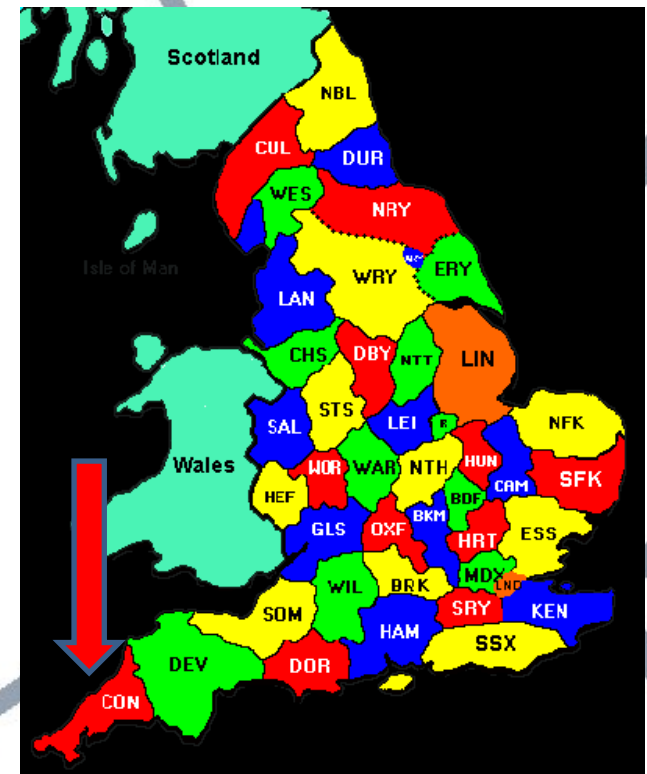 Scotland
NBL
CUL
DUR
WES
NRY
Isle of Man
WRY
ERY
LAN
CHS
DBY
NTT
LIN
STS
SAL
LEI
R
NFK
Wales
WOR
WAR
NTH
HUN
CAM
SFK
HEF
BDF
GLS
OXF
BKM
HRT
ESS
WIL
BRK
MDX
LND
SOM
SRY
KEN
HAM
SSX
DEV
DOR
CON